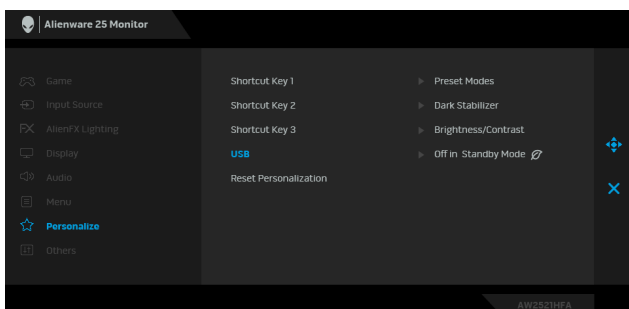 Alienware 25 Monitor
Game
Input Source
AlienFX Lighting
Display
Audio
Menu
Personalize
Others
Shortcut Key 1 Preset Modes
Shortcut Key 2 Dark Stabilizer
Shortcut Key 3 Brightness/Contrast
USB Off in Standby Mode
Reset Personalization
AW2521HFA